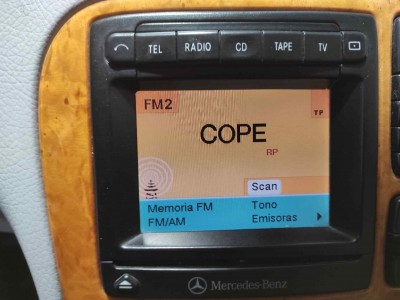 TEL RADIO CD TAPE TV
FM2 TP
COPE
RP
Scan
Memoria FM Tono
FM/AM Emisoras
Mercedes-Benz